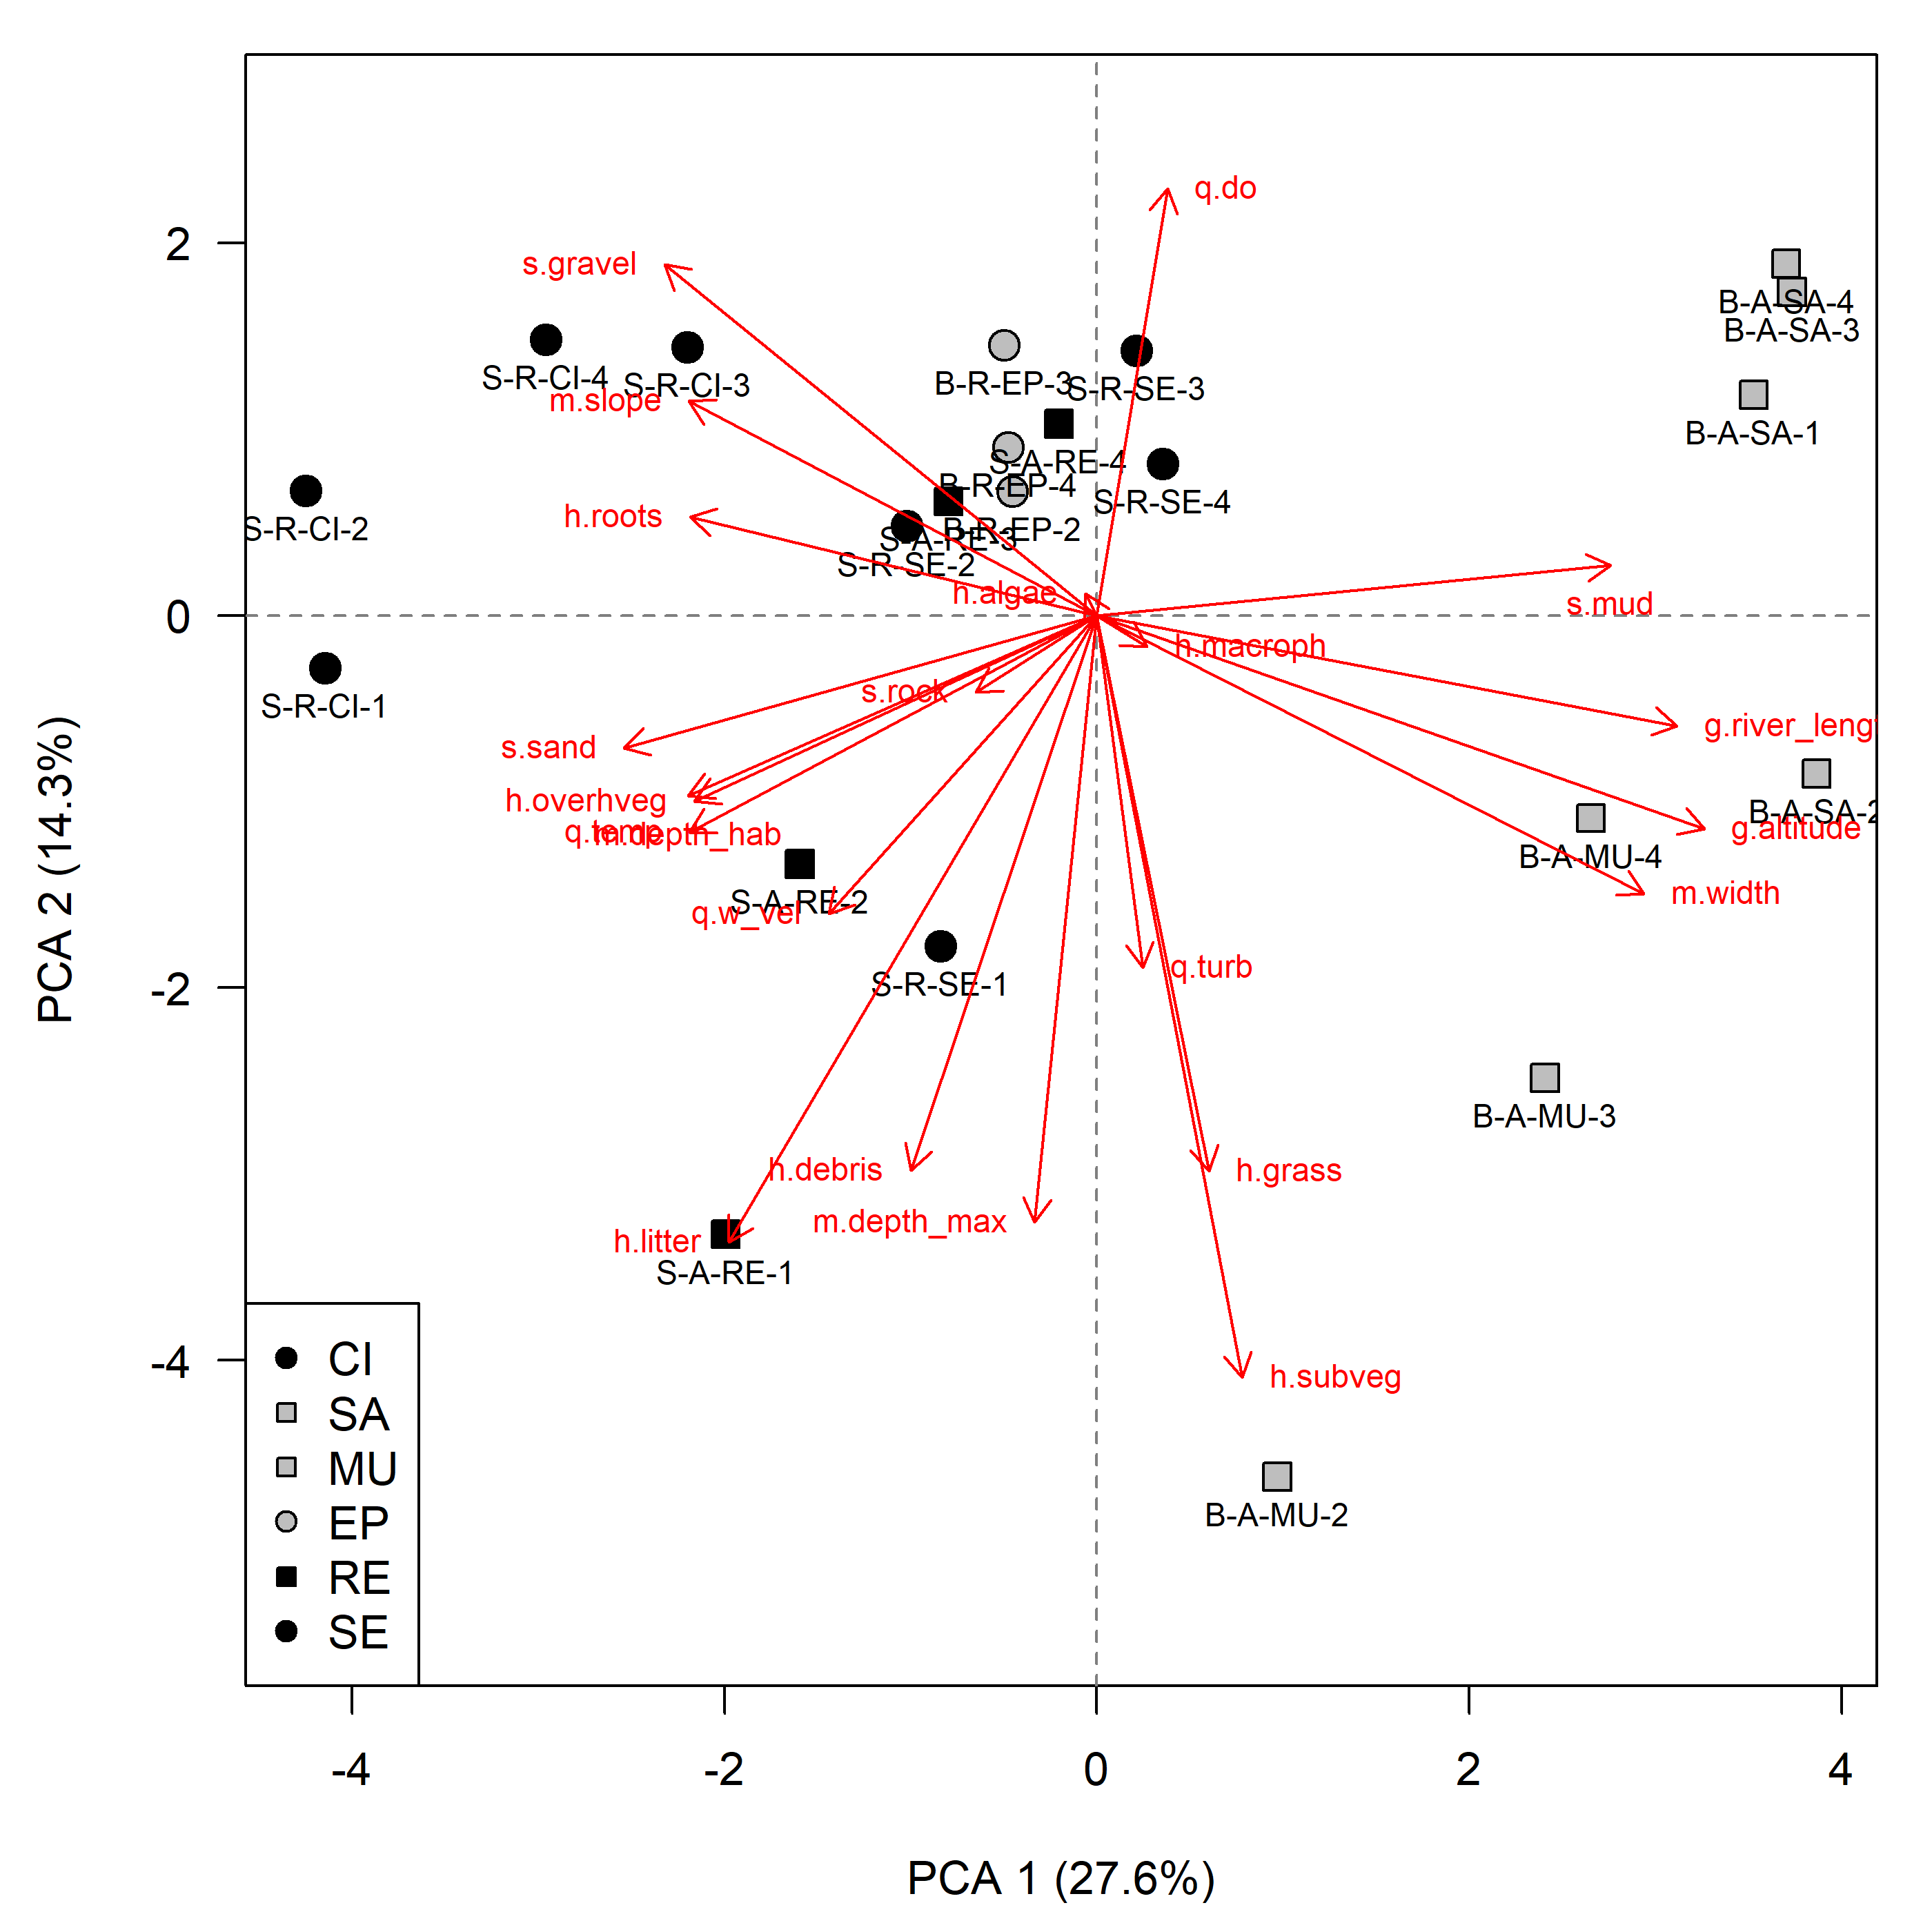 q.do
s.gravel
2
B-A-SA-4
B-A-SA-3
S-R-CI-4
S-R-CI-3
B-R-EP-3
S-R-SE-3
m.slope
B-A-SA-1
S-A-RE-4
B-R-EP-4
S-R-SE-4
h.roots
S-R-CI-2
S-A-RE-3
B-R-EP-2
S-R-SE-2
h.algae
s.mud
0
h.macroph
s.rock
S-R-CI-1
g.river_leng
s.sand
h.overhveg
B-A-SA-2
q.temp
m.depth_hab
g.altitude
B-A-MU-4
m.width
S-A-RE-2
q.w_vel
q.turb
S-R-SE-1
-2
B-A-MU-3
h.debris
h.grass
m.depth_max
h.litter
S-A-RE-1
-4
h.subveg
B-A-MU-2
CI
SA
MU
EP
RE
SE
-4 -2 0 2 4
PCA 1 (27.6%)
PCA 2 (14.3%)